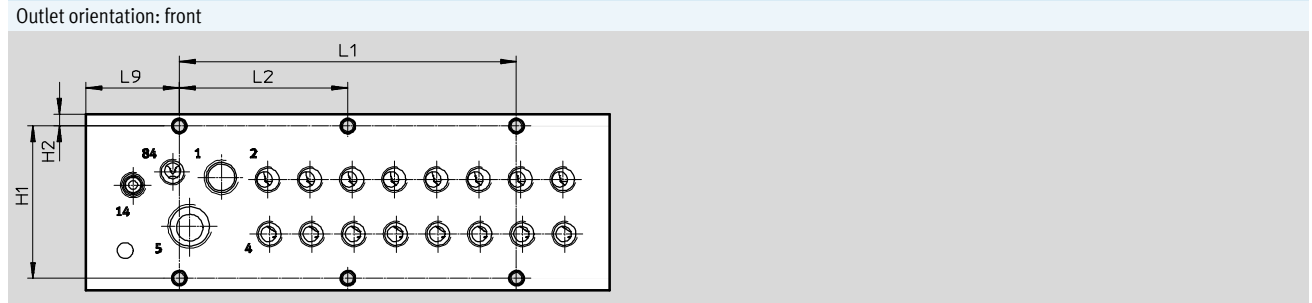 Outlet orientation: front
L1
L9 L2
H2
H1
84 1 2
14
5 4